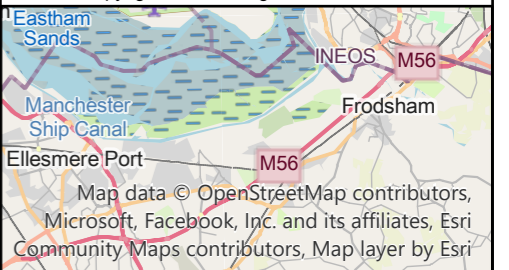 Eastham
Sands
INEOS
M56
Manchester
Ship Canal
Frodsham
Ellesmere Port
M56
Map data © OpenStreetMap contributors,
Microsoft, Facebook, Inc. and its affiliates, Esri
Community Maps contributors, Map layer by Esri